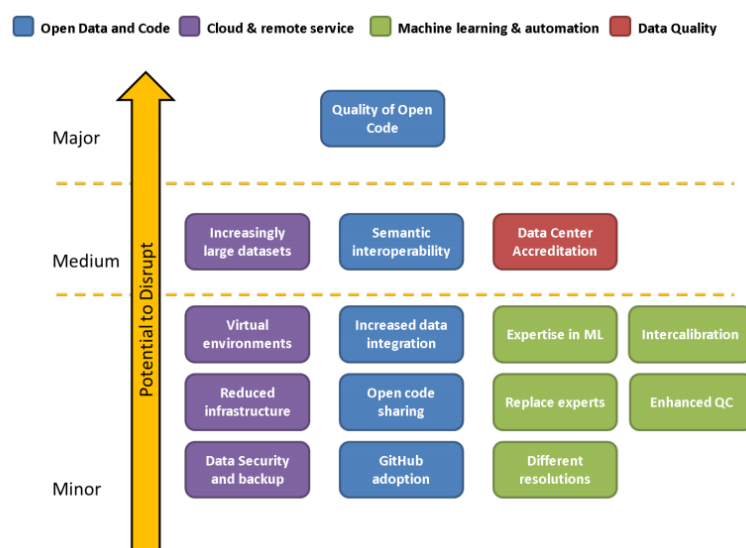 Open Data and Code Cloud & remote service Machine learning & automation Data Quality
Major
Quality of Open
Code
Medium
Increasingly
large datasets
Semantic
interoperability
Data Center
Accreditation
Potential to Disrupt
Virtual
environments
Increased data
integration
Expertise in ML
Intercalibration
Reduced
infrastructure
Open code
sharing
Replace experts
Enhanced QC
Minor
Data Security
and backup
GitHub
adoption
Different
resolutions